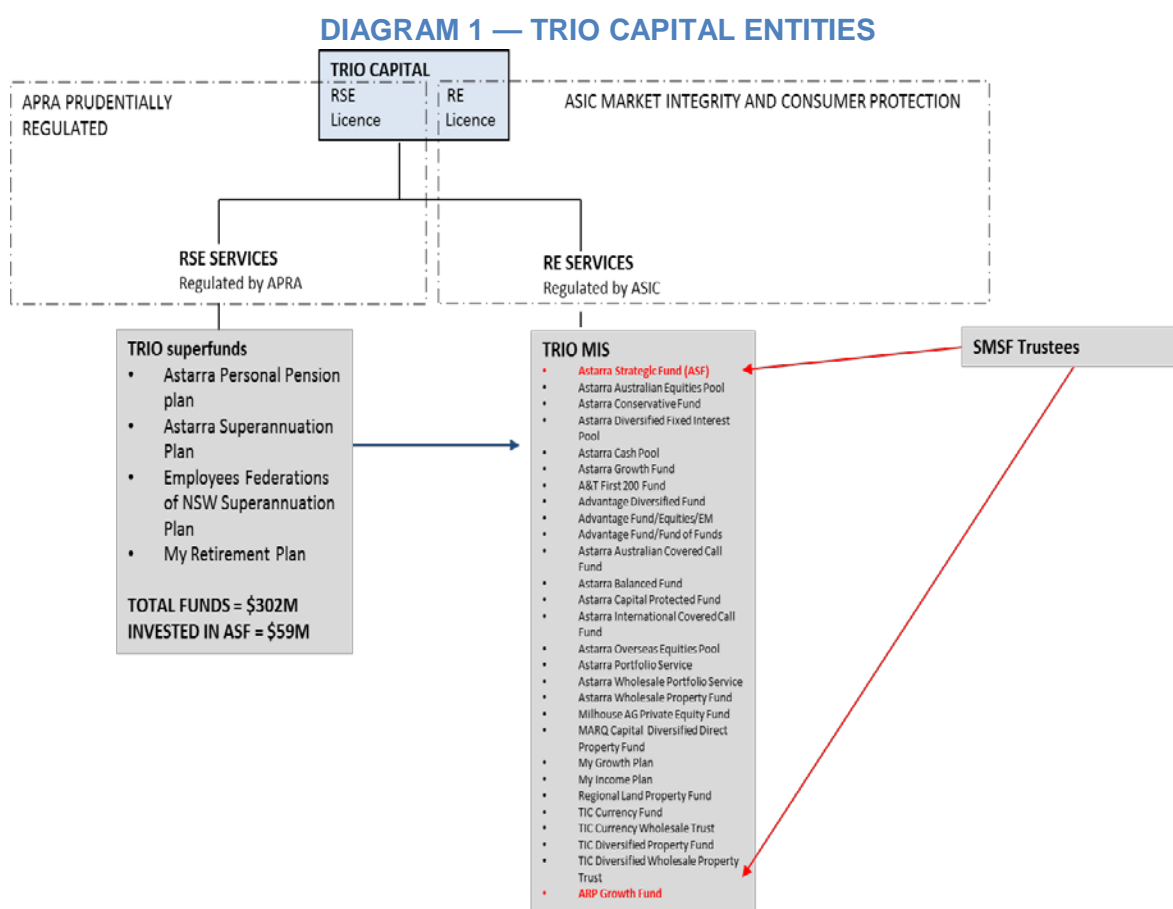 DIAGRAM 1 — TRIO CAPITAL ENTITIES
TRIO CAPITAL
RSE
Licence
RE
Licence
APRA PRUDENTIALLY
REGULATED
ASIC MARKET INTEGRITY AND CONSUMER PROTECTION
RSE SERVICES
Regulated by APRA
RE SERVICES
Regulated by ASIC
TRIO superfunds
• Astarra Personal Pension
plan
• Astarra Superannuation
Plan
• Employees Federations
of NSW Superannuation
Plan
• My Retirement Plan
TOTAL FUNDS = $302M
INVESTED IN ASF = $59M
TRIO MIS
• Astarra Strategic Fund (ASF)
• Astarra Australian Equities Pool
• Astarra Conservative Fund
• Astarra Diversified Fixed Interest
Pool
• Astarra Cash Pool
• Astarra Growth Fund
• A&T First 200 Fund
• Advantage Diversified Fund
• Advantage Fund/Equities/EM
• Advantage Fund/Fund of Funds
• Astarra Australian Covered Call
Fund
• Astarra Balanced Fund
• Astarra Capital Protected Fund
• Astarra International Covered Call
Fund
• Astarra Overseas Equities Pool
• Astarra Portfolio Service
• Astarra Wholesale Portfolio Service
• Astarra Wholesale Property Fund
• Milhouse AG Private Equity Fund
• MARQ Capital Diversified Direct
Property Fund
• My Growth Plan
• My Income Plan
• Regional Land Property Fund
• TIC Currency Fund
• TIC Currency Wholesale Trust
• TIC Diversified Property Fund
• TIC Diversified Wholesale Property
Trust
• ARP Growth Fund
SMSF Trustees